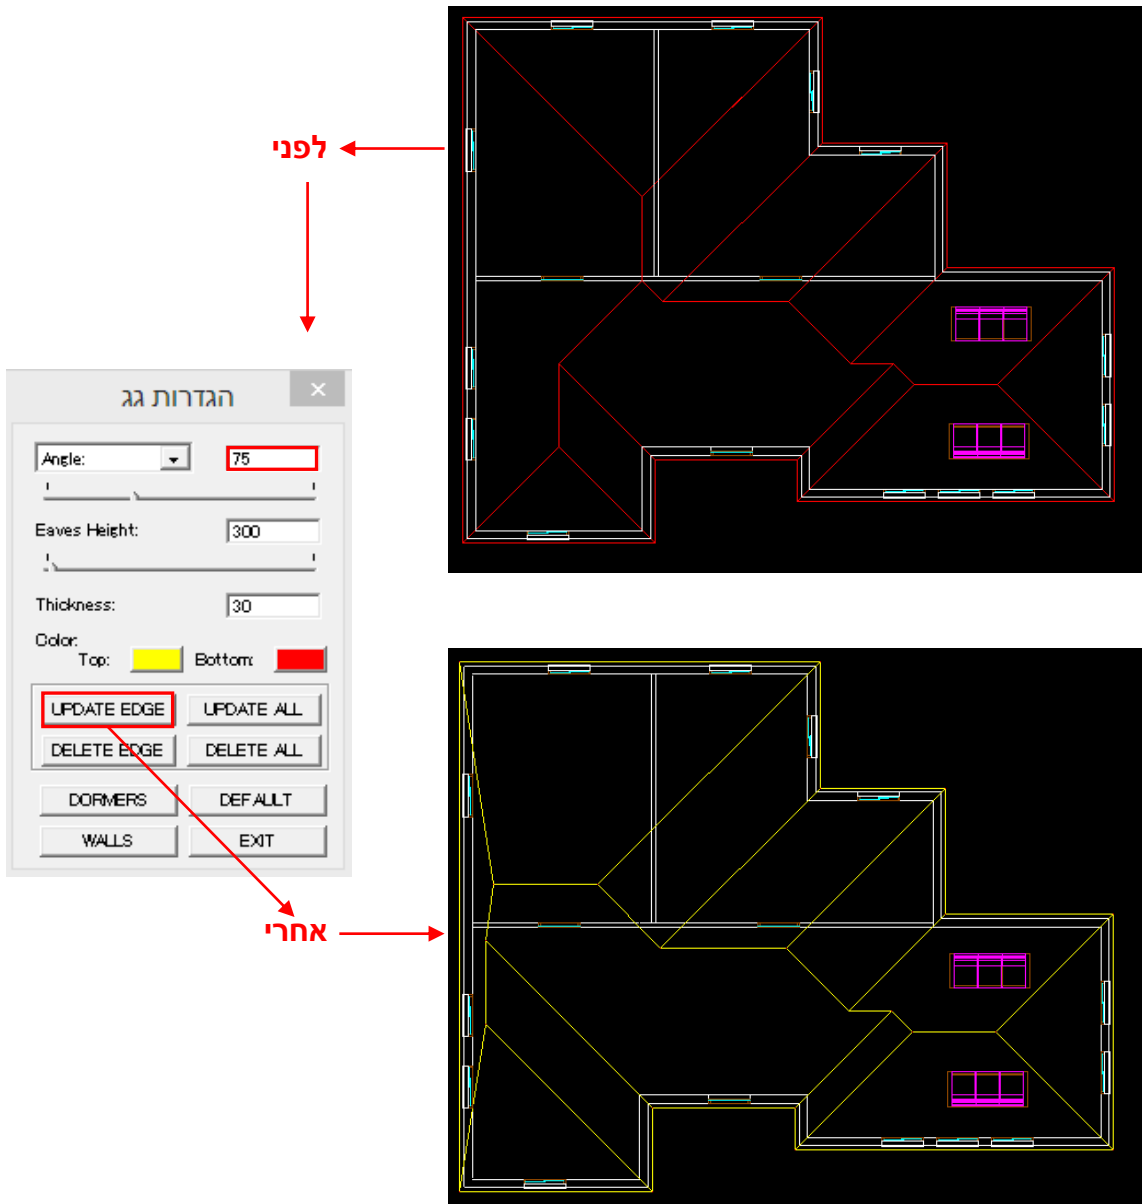 לפני
הגדרות גג
Angle: 75
Eaves Height: 300
Thickness: 30
Color:
Top: Bottom:
UPDATE EDGE UPDATE ALL
DELETE EDGE DELETE ALL
DORMERS DEFAULT
WALLS EXIT
אחרי